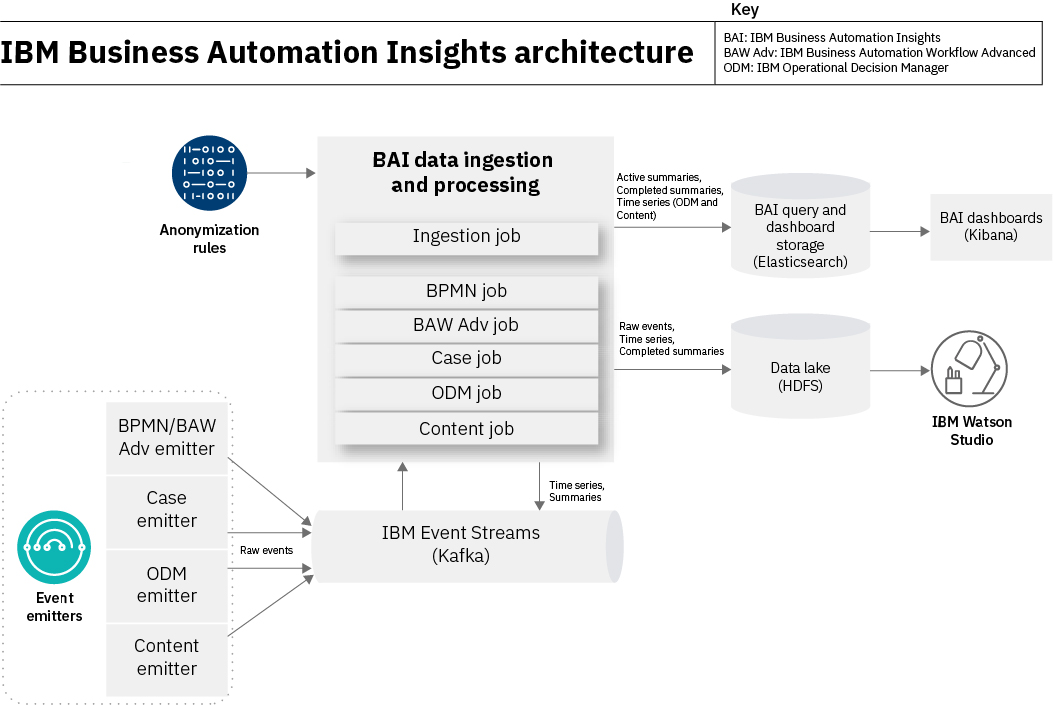 Key
IBM Business Automation Insights architecture
BAI: IBM Business Automation Insights
BAW Adv: IBM Business Automation Workflow Advanced
ODM: IBM Operational Decision Manager
Anonymization
rules
BAI data ingestion
and processing
Ingestion job
BPMN job
BAW Adv job
Case job
ODM job
Content job
Active summaries,
Completed summaries,
Time series (ODM and
Content)
BAI query and
dashboard
storage
(Elasticsearch)
BAI dashboards
(Kibana)
Raw events,
Time series,
Completed summaries
Data lake
(HDFS)
IBM Watson
Studio
Event
emitters
BPMN/BAW
Adv emitter
Case
emitter
ODM
emitter
Content
emitter
Raw events
Time series,
Summaries
IBM Event Streams
(Kafka)